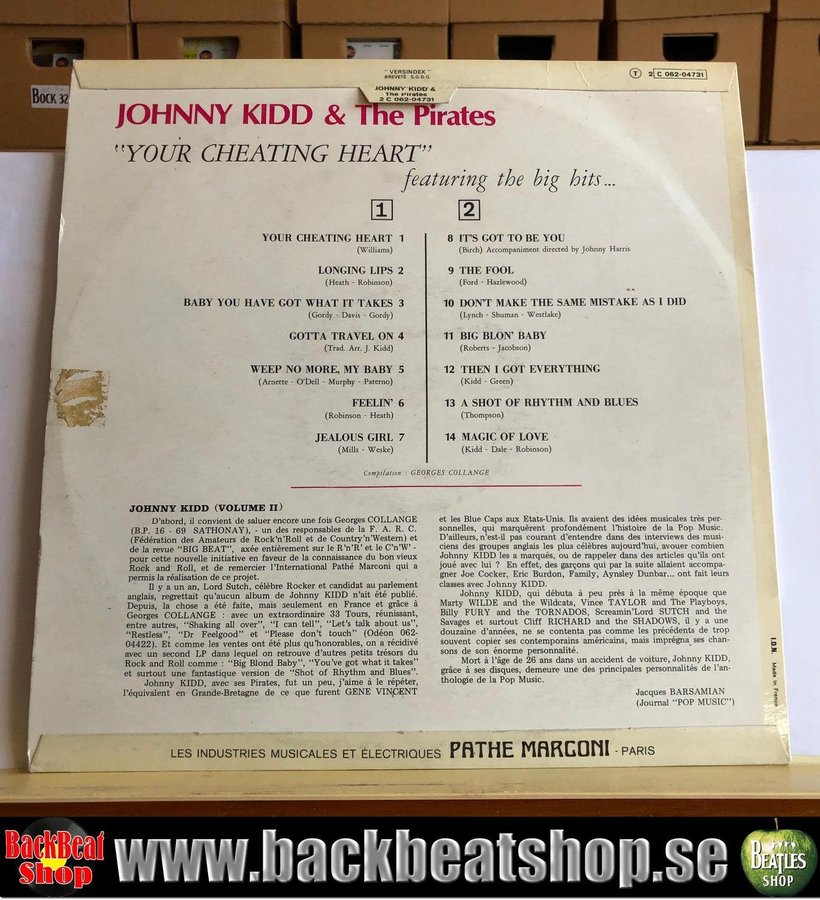 BOCK 32
" VERSINDEX "
BREVETE S.G.D.G.
JOHNNY KIDD &
The Pirates
2 C 062-04731
T 2 C 062-04731
JOHNNY KIDD & The Pirates
"YOUR CHEATING HEART"
featuring the big hits...
1
YOUR CHEATING HEART 1
(Williams)
LONGING LIPS 2
(Heath - Robinson)
BABY YOU HAVE GOT WHAT IT TAKES 3
(Gordy - Davis - Gordy)
GOTTA TRAVEL ON 4
(Trad. Arr. J. Kidd)
WEEP NO MORE, MY BABY 5
(Arnette - O'Dell - Murphy - Paterno)
FEELIN' 6
(Robinson - Heath)
JEALOUS GIRL 7
(Mills - Weske)
2
8 IT'S GOT TO BE YOU
(Birch) Accompaniment directed by Johnny Harris
9 THE FOOL
(Ford - Hazlewood)
10 DON'T MAKE THE SAME MISTAKE AS I DID
(Lynch - Shuman - Westlake)
11 BIG BLON' BABY
(Roberts - Jacobson)
12 THEN I GOT EVERYTHING
(Kidd - Green)
13 A SHOT OF RHYTHM AND BLUES
(Thompson)
14 MAGIC OF LOVE
(Kidd - Dale - Robinson)
Compilation : GEORGES COLLANGE
JOHNNY KIDD (VOLUME II)
D'abord, il convient de saluer encore une fois Georges COLLANGE
(B.P. 16 - 69 SATHONAY), - un des responsables de la F. A. R. C.
(Fédération des Amateurs de Rock'n'Roll et de Country'n'Western) et
de la revue "BIG BEAT", axée entièrement sur le R'n'R' et le C'n'W' -
pour cette nouvelle initiative en faveur de la connaissance du bon vieux
Rock and Roll, et de remercier l'International Pathé Marconi qui a
permis la réalisation de ce projet.
Il y a un an, Lord Sutch, célèbre Rocker et candidat au parlement
anglais, regrettait qu'aucun album de Johnny KIDD n'ait été publié.
Depuis, la chose a été faite, mais seulement en France et grâce à
Georges COLLANGE : avec un extraordinaire 33 Tours, réunissant,
entre autres, "Shaking all over", "I can tell", "Let's talk about us",
"Restless", "Dr Feelgood" et "Please don't touch" (Odéon 062-
04422). Et comme les ventes ont été plus qu'honorables, on a récidivé
avec un second LP dans lequel on retrouve d'autres petits trésors du
Rock and Roll comme : "Big Blond Baby", "You've got what it takes"
et surtout une fantastique version de "Shot of Rhythm and Blues".
Johnny KIDD, avec ses Pirates, fut un peu, j'aime à le répéter,
l'équivalent en Grande-Bretagne de ce que furent GENE VINCENT
et les Blue Caps aux Etats-Unis. Ils avaient des idées musicales très per-
sonnelles, qui marquèrent profondément l'histoire de la Pop Music.
D'ailleurs, n'est-il pas courant d'entendre dans des interviews des musi-
ciens des groupes anglais les plus célèbres aujourd'hui, avouer combien
Johnny KIDD les a marqués, ou de rappeler dans des articles qu'ils ont
joué avec lui ? En effet, des garçons qui par la suite allaient accompa-
gner Joe Cocker, Eric Burdon, Family, Aynsley Dunbar... ont fait leurs
classes avec Johnny KIDD.
Johnny KIDD, qui débuta à peu près à la même époque que
Marty WILDE and the Wildcats, Vince TAYLOR and The Playboys,
Billy FURY and the TORNADOS, Screamin'Lord SUTCH and the
Savages et surtout Cliff RICHARD and the SHADOWS, il y a une
douzaine d'années, ne se contenta pas comme les précédents de trop
souvent copier ses contemporains américains, mais imprégna ses chan-
sons de son énorme personnalité.
Mort à l'âge de 26 ans dans un accident de voiture, Johnny KIDD,
grâce à ses disques, demeure une des principales personnalités de l'an-
thologie de la Pop Music.
Jacques BARSAMIAN
(Journal "POP MUSIC")
I.D.N. Made in France
LES INDUSTRIES MUSICALES ET ÉLECTRIQUES PATHE MARCONI - PARIS
BackBeat
Shop
www.backbeatshop.se
BEATLES
SHOP